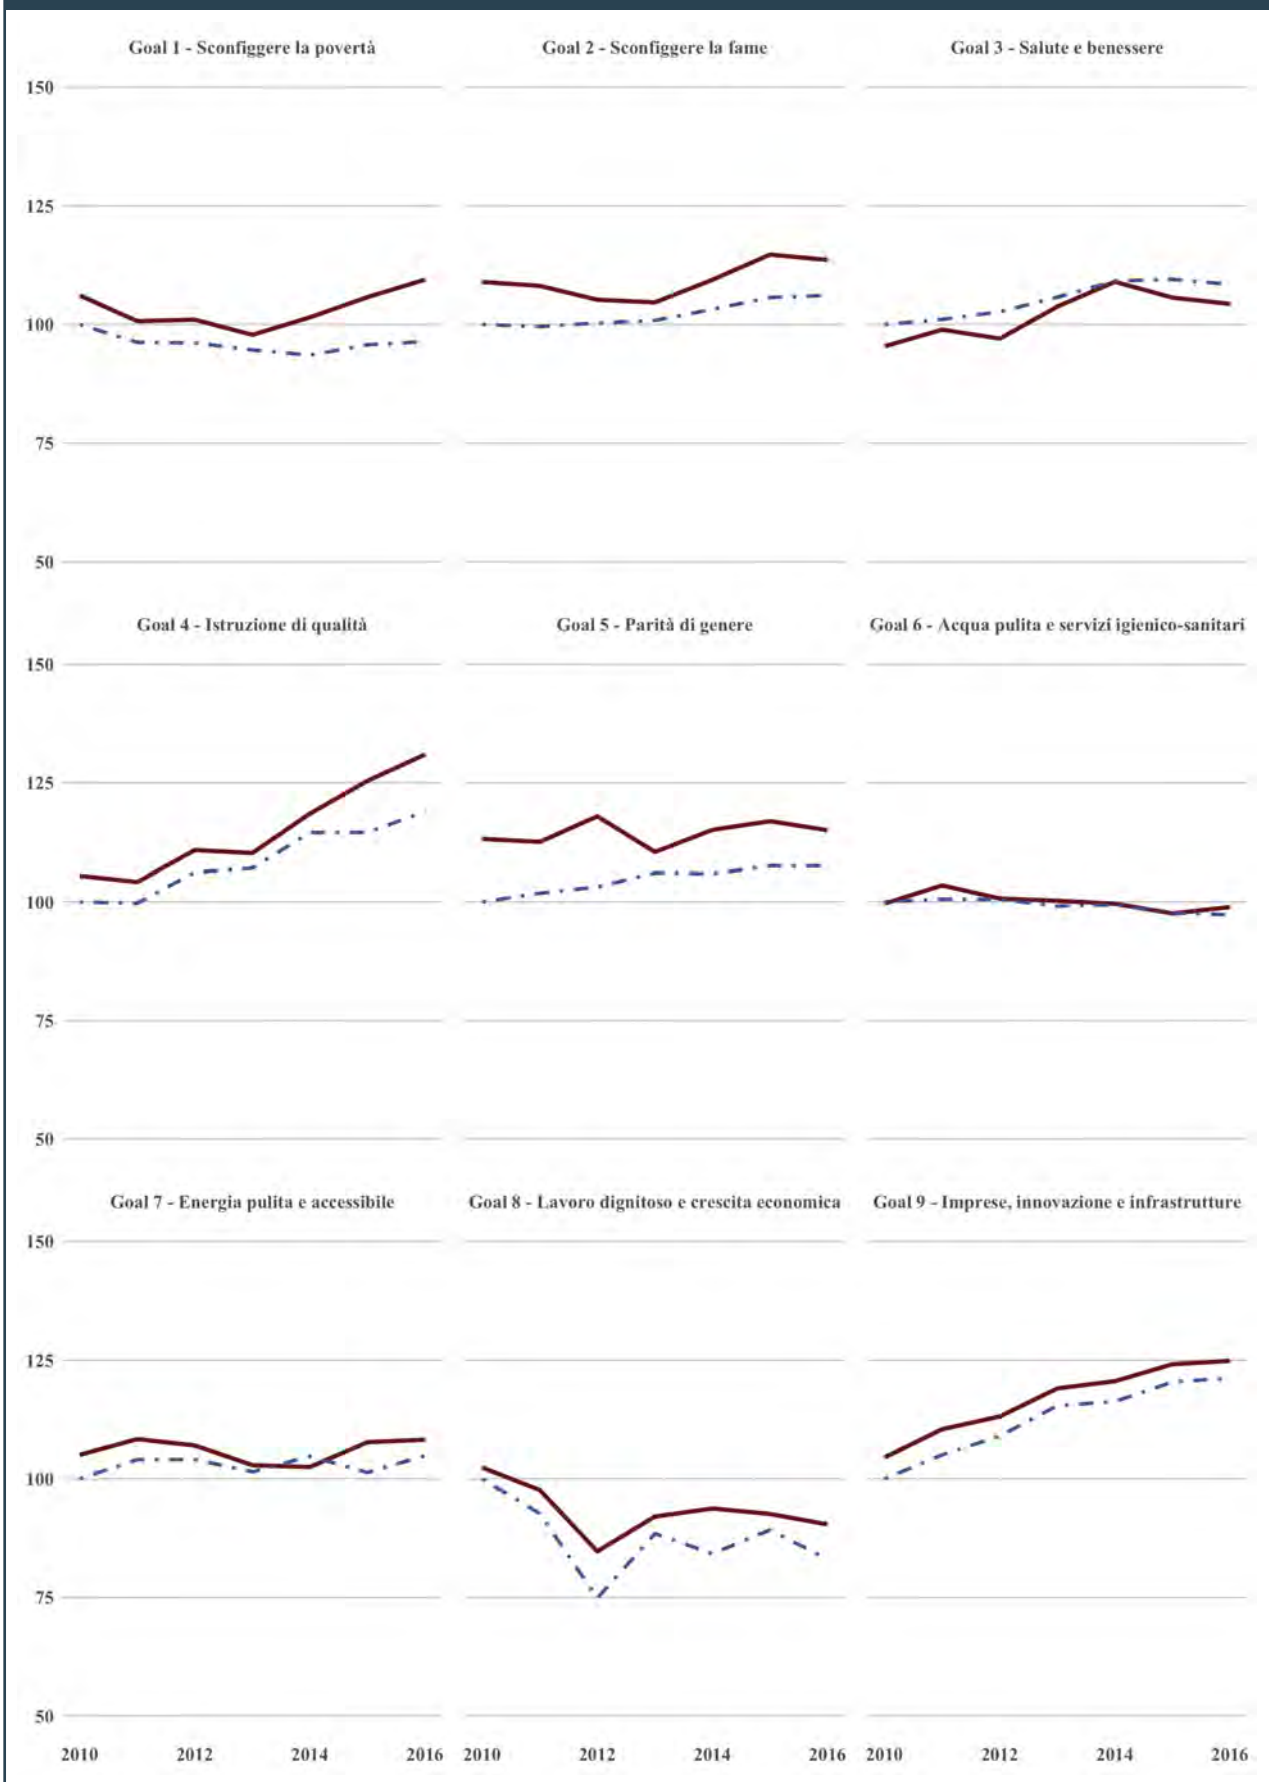 Goal 1 - Sconfiggere la povertà
Goal 2 - Sconfiggere la fame
Goal 3 - Salute e benessere
150
125
100
75
50
Goal 4 - Istruzione di qualità
Goal 5 - Parità di genere
Goal 6 - Acqua pulita e servizi igienico-sanitari
150
125
100
75
50
Goal 7 - Energia pulita e accessibile
Goal 8 - Lavoro dignitoso e crescita economica
Goal 9 - Imprese, innovazione e infrastrutture
150
125
100
75
50
2010 2012 2014 2016
2010 2012 2014 2016
2010 2012 2014 2016